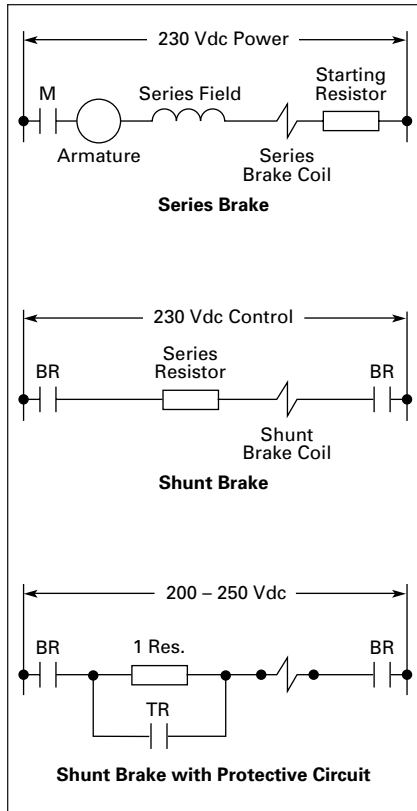 230 Vdc Power
M
Series Field
Starting
Resistor
Armature
Series
Brake Coil
Series Brake
230 Vdc Control
BR
Series
Resistor
BR
Shunt
Brake Coil
Shunt Brake
200 – 250 Vdc
BR
1 Res.
BR
TR
Shunt Brake with Protective Circuit